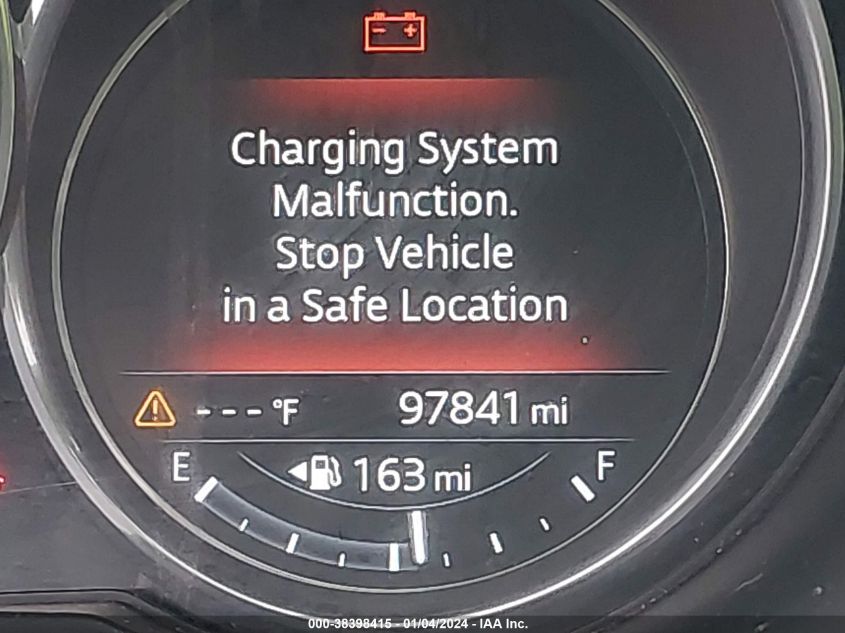 - +
Charging System
Malfunction.
Stop Vehicle
in a Safe Location
---°F 97841 mi
E 163 mi F
000-38398415 - 01/04/2024 - IAA Inc.